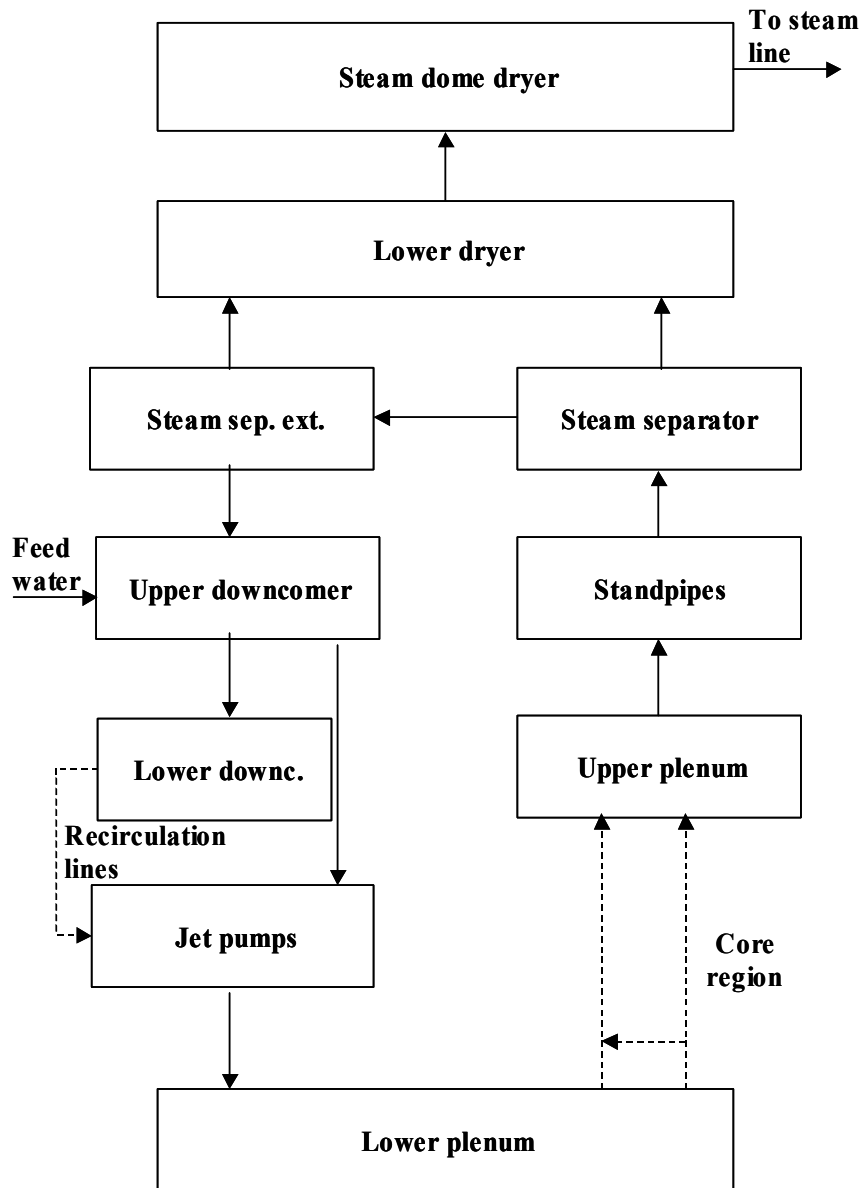 To steam
line
Steam dome dryer
Lower dryer
Steam sep. ext.
Steam separator
Feed
water
Upper downcomer
Standpipes
Lower downc.
Upper plenum
Recirculation
lines
Jet pumps
Core
region
Lower plenum